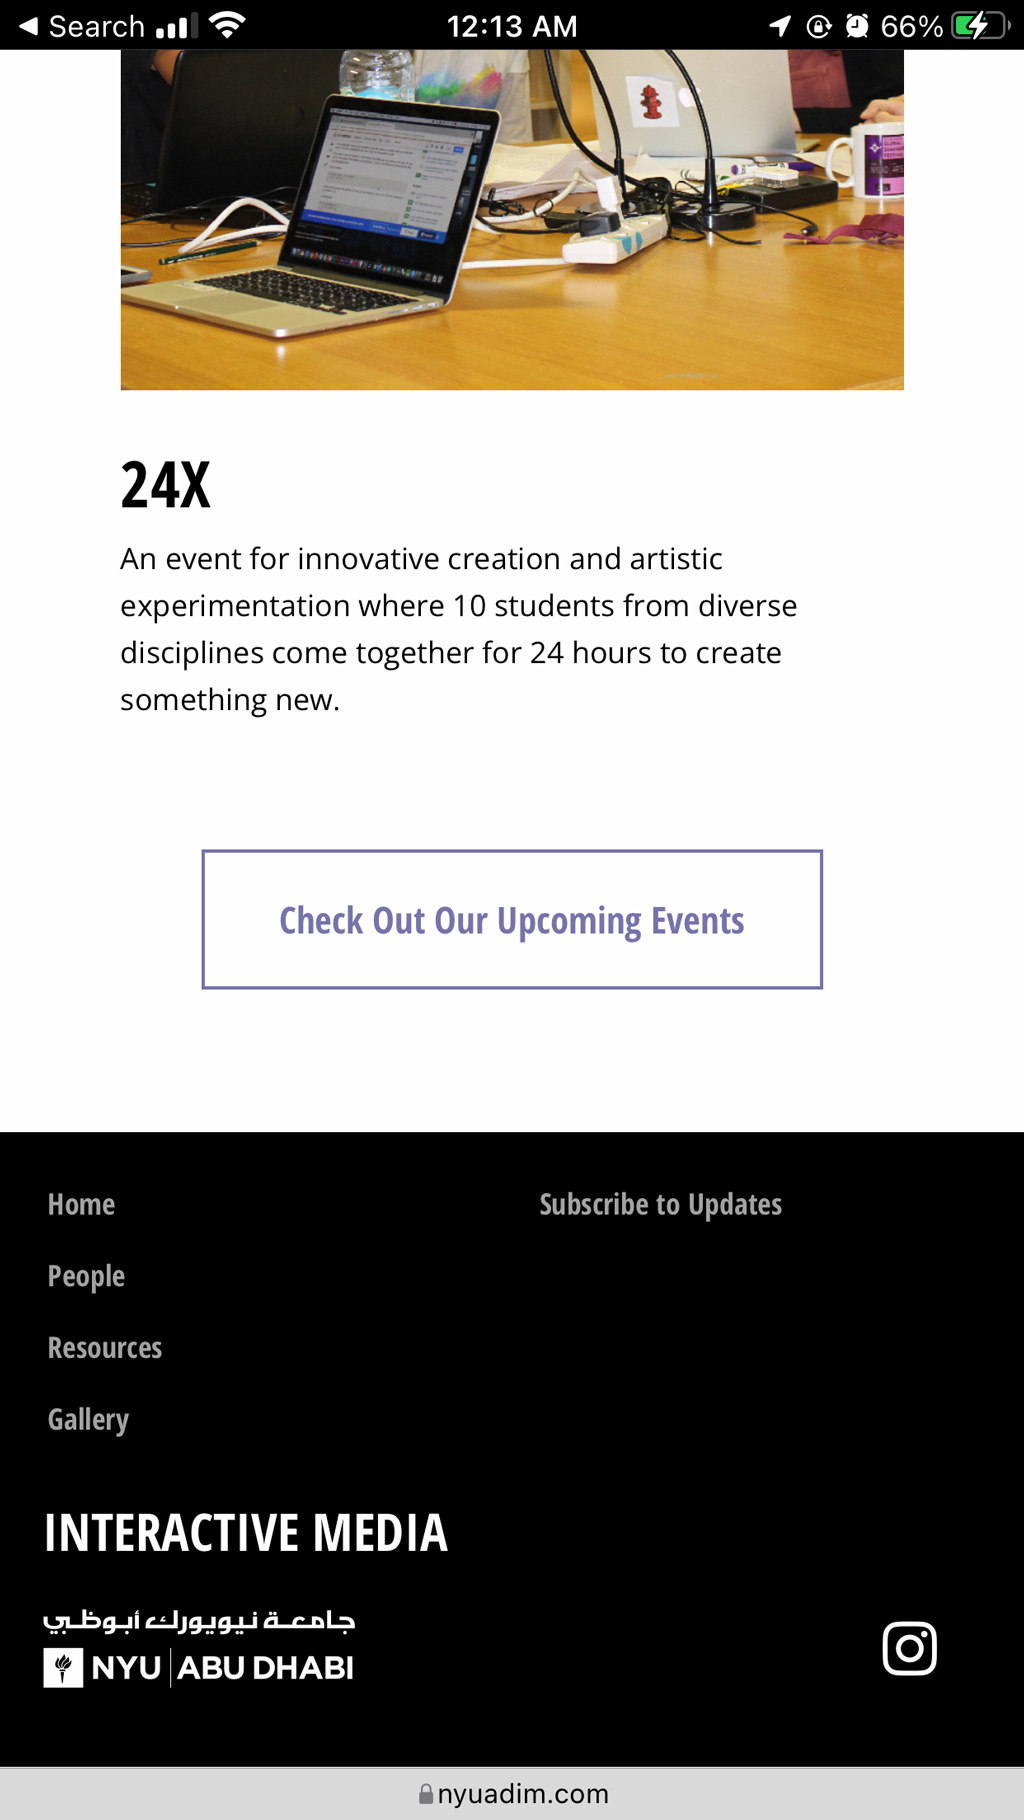 Search
12:13 AM
66%
24X
An event for innovative creation and artistic
experimentation where 10 students from diverse
disciplines come together for 24 hours to create
something new.
Check Out Our Upcoming Events
Home
Subscribe to Updates
People
Resources
Gallery
INTERACTIVE MEDIA
جامعة نيويورك أبوظبي
NYU ABU DHABI
nyuadim.com